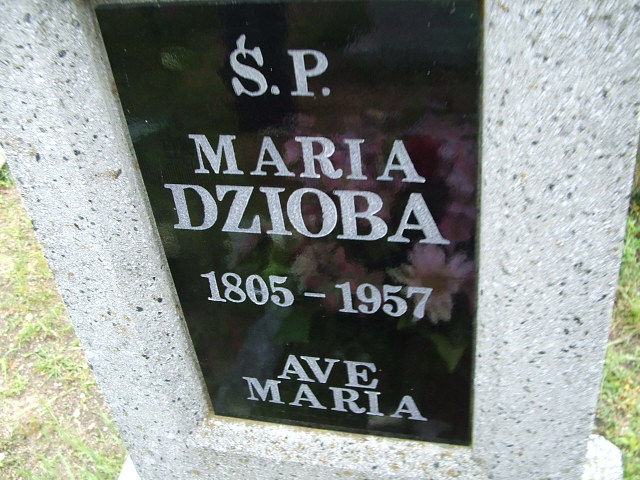 Ś.P.
MARIA
DZIOBA
1805 - 1957
AVE
MARIA